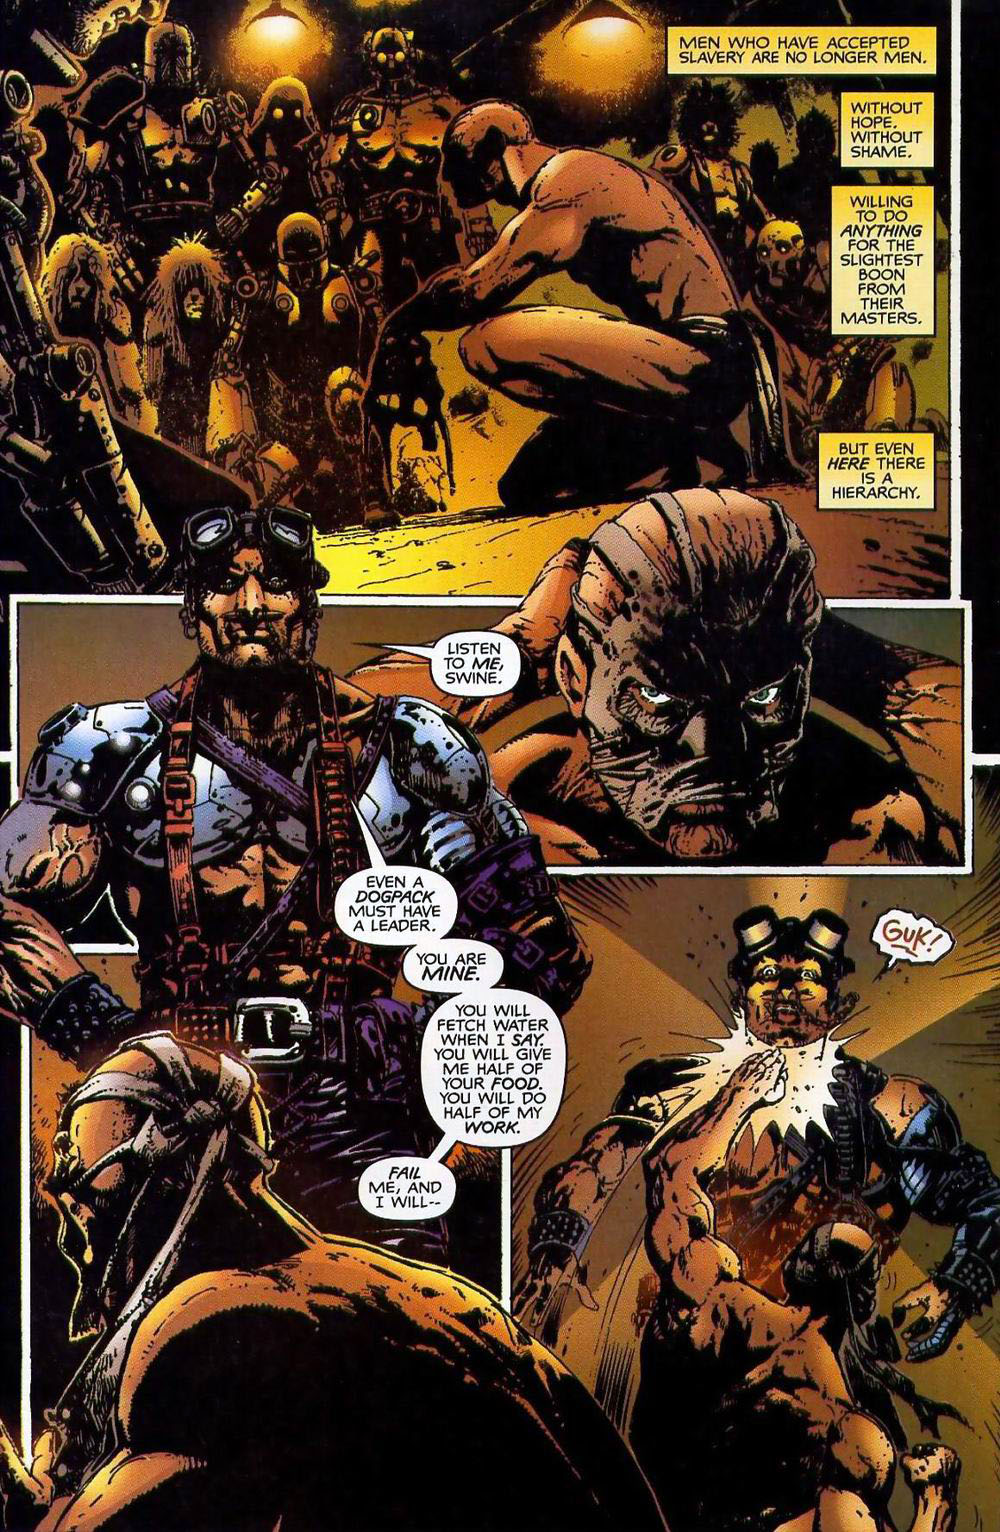 MEN WHO HAVE ACCEPTED
SLAVERY ARE NO LONGER MEN.
WITHOUT
HOPE.
WITHOUT
SHAME.
WILLING
TO DO
ANYTHING
FOR THE
SLIGHTEST
BOON
FROM
THEIR
MASTERS.
BUT EVEN
HERE THERE
IS A
HIERARCHY.
LISTEN
TO ME,
SWINE.
EVEN A
DOGPACK
MUST HAVE
A LEADER.
YOU ARE
MINE.
YOU WILL
FETCH WATER
WHEN I SAY.
YOU WILL GIVE
ME HALF OF
YOUR FOOD.
YOU WILL DO
HALF OF MY
WORK.
FAIL
ME, AND
I WILL--
GUK!